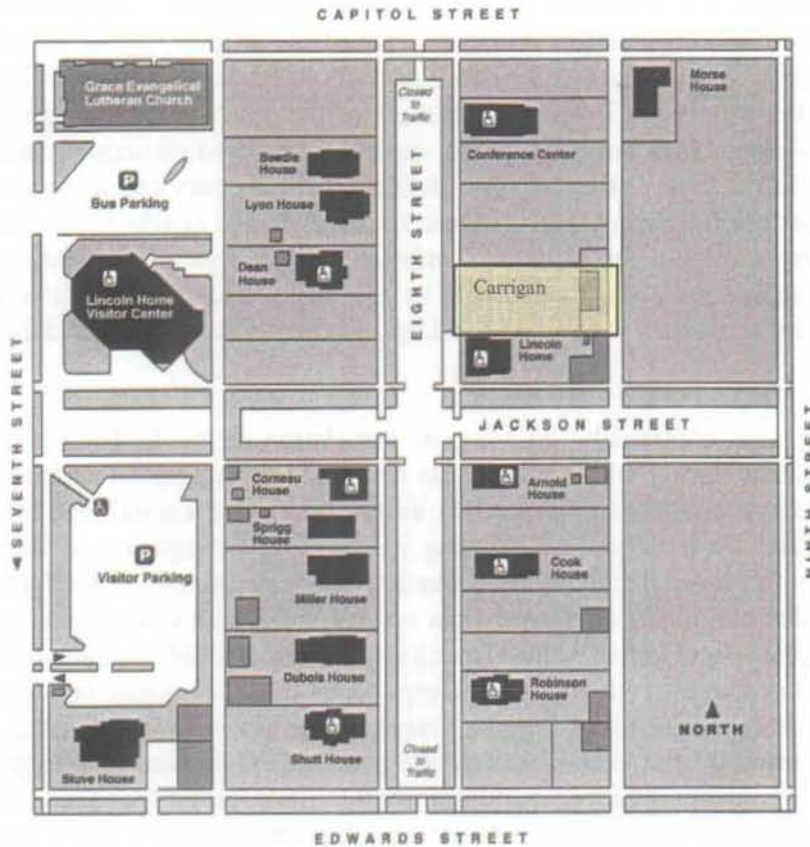 CAPITOL STREET
Grace Evangelical
Lutheran Church
Closed
to
Traffic
Morse
House
Conference Center
P
Bus Parking
Beedle
House
Lyon House
Dean
House
EIGHTH STREET
Lincoln Home
Visitor Center
Carrigan
Lincoln
Home
SEVENTH STREET
JACKSON STREET
NINTH STREET
Corneau
House
Arnold
House
Sprigg
House
P
Visitor Parking
Miller House
Cook
House
Dubois House
Robinson
House
NORTH
Stuve House
Shutt House
Closed
to
Traffic
EDWARDS STREET